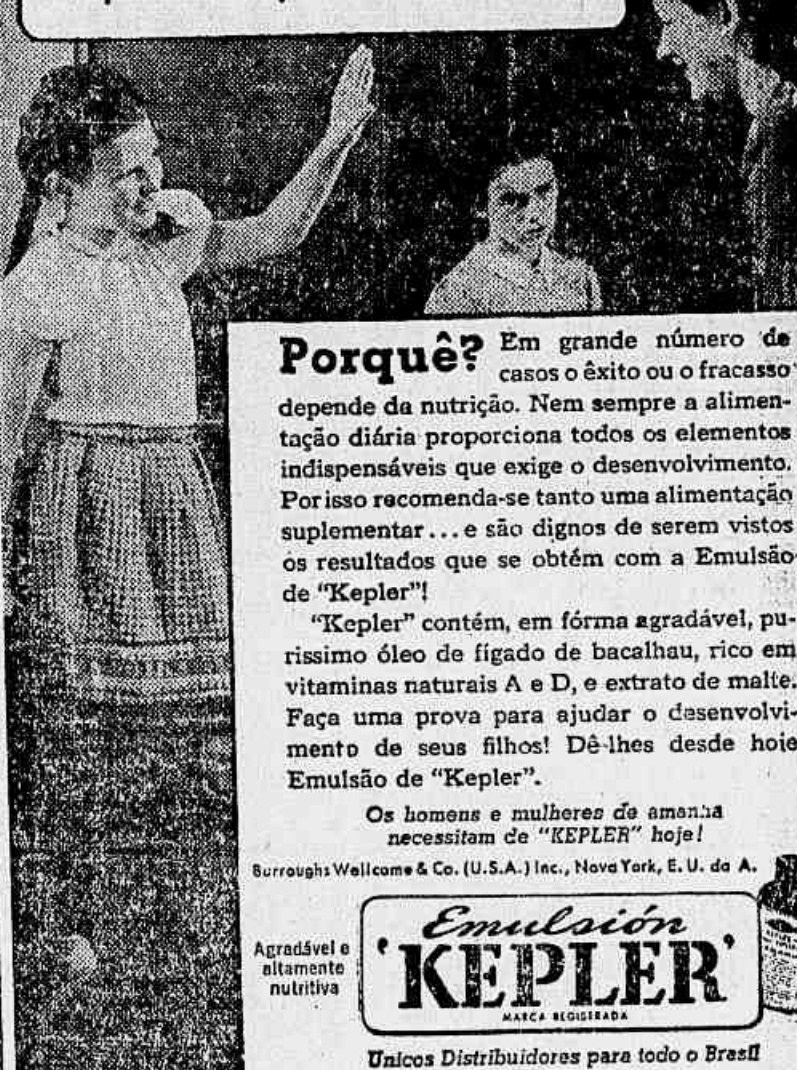 Porquê? Em grande número de
casos o êxito ou o fracasso
depende da nutrição. Nem sempre a alimen-
tação diária proporciona todos os elementos
indispensáveis que exige o desenvolvimento.
Por isso recomenda-se tanto uma alimentação
suplementar...e são dignos de serem vistos
os resultados que se obtém com a Emulsão
de "Kepler"!
"Kepler" contém, em fórma agradável, pu-
rissimo óleo de fígado de bacalhau, rico em
vitaminas naturais A e D, e extrato de malte.
Faça uma prova para ajudar o desenvolvi-
mento de seus filhos! Dê-lhes desde hoje
Emulsão de "Kepler".
Os homens e mulheres de amanha
necessitam de "KEPLER" hoje!
Burroughs Wellcome & Co. (U.S.A.) Inc., Nova York, E. U. da A.
Agradável e
altamente
nutritiva
Emulsión
'KEPLER'
MARCA REGISTRADA
Unicos Distribuidores para todo o Brasil